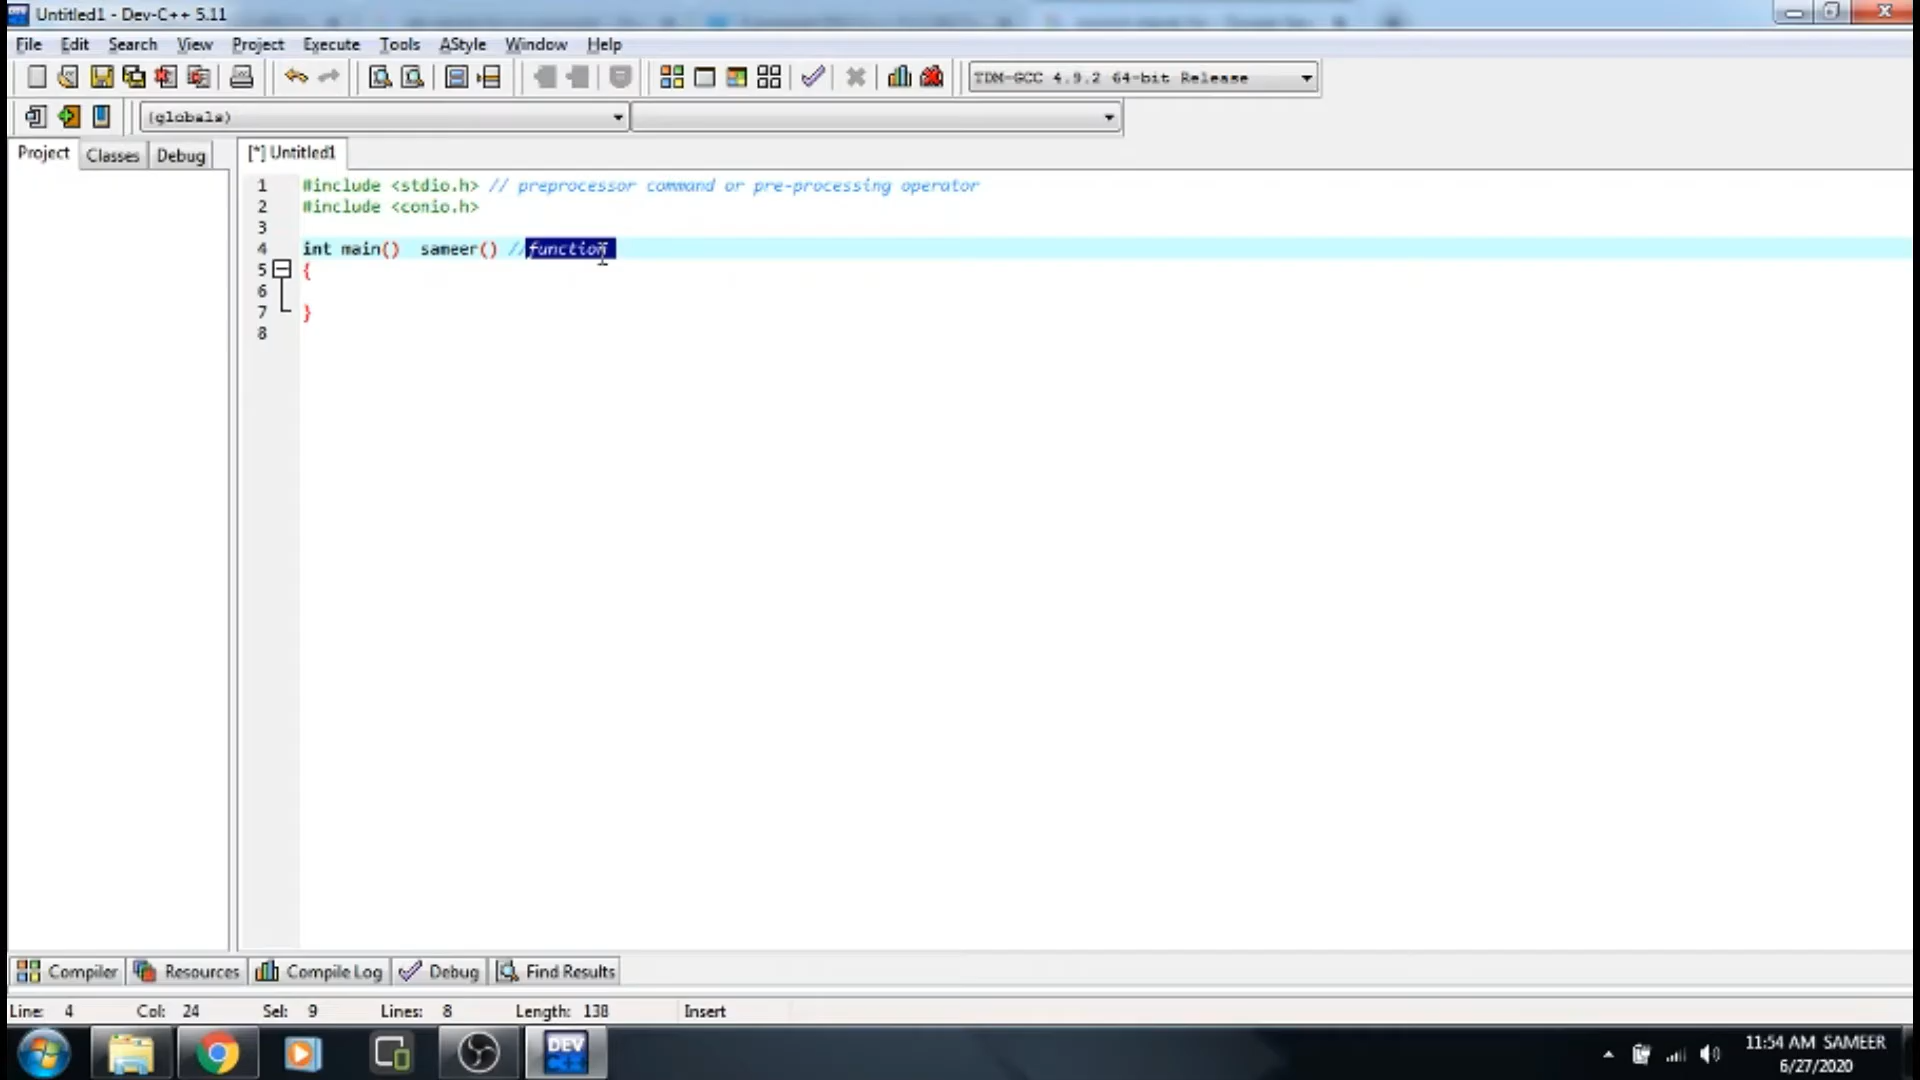 Untitled1 - Dev-C++ 5.11
File Edit Search View Project Execute Tools AStyle Window Help
TDM-GCC 4.9.2 64-bit Release
(globals)
Project Classes Debug [*] Untitled1
1 #include <stdio.h> // preprocessor command or pre-processing operator
2 #include <conio.h>
3
4 int main() sameer() //function
5 {
6
7 }
8
Compiler Resources Compile Log Debug Find Results
Line: 4 Col: 24 Sel: 9 Lines: 8 Length: 138 Insert
DEV C++
11:54 AM SAMEER
6/27/2020